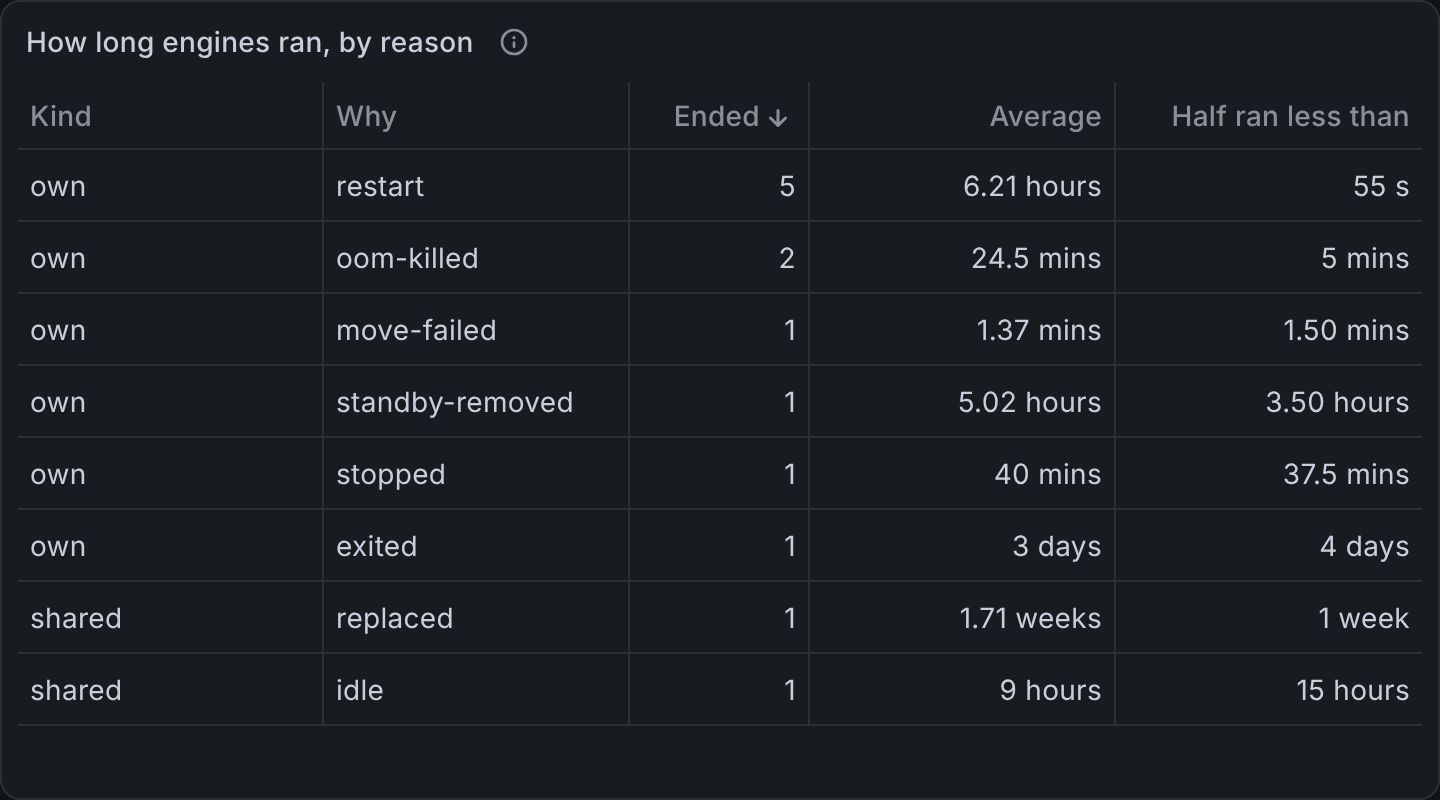 How long engines ran, by reason
Kind Why Ended ↓ Average Half ran less than
own restart 5 6.21 hours 55 s
own oom-killed 2 24.5 mins 5 mins
own move-failed 1 1.37 mins 1.50 mins
own standby-removed 1 5.02 hours 3.50 hours
own stopped 1 40 mins 37.5 mins
own exited 1 3 days 4 days
shared replaced 1 1.71 weeks 1 week
shared idle 1 9 hours 15 hours